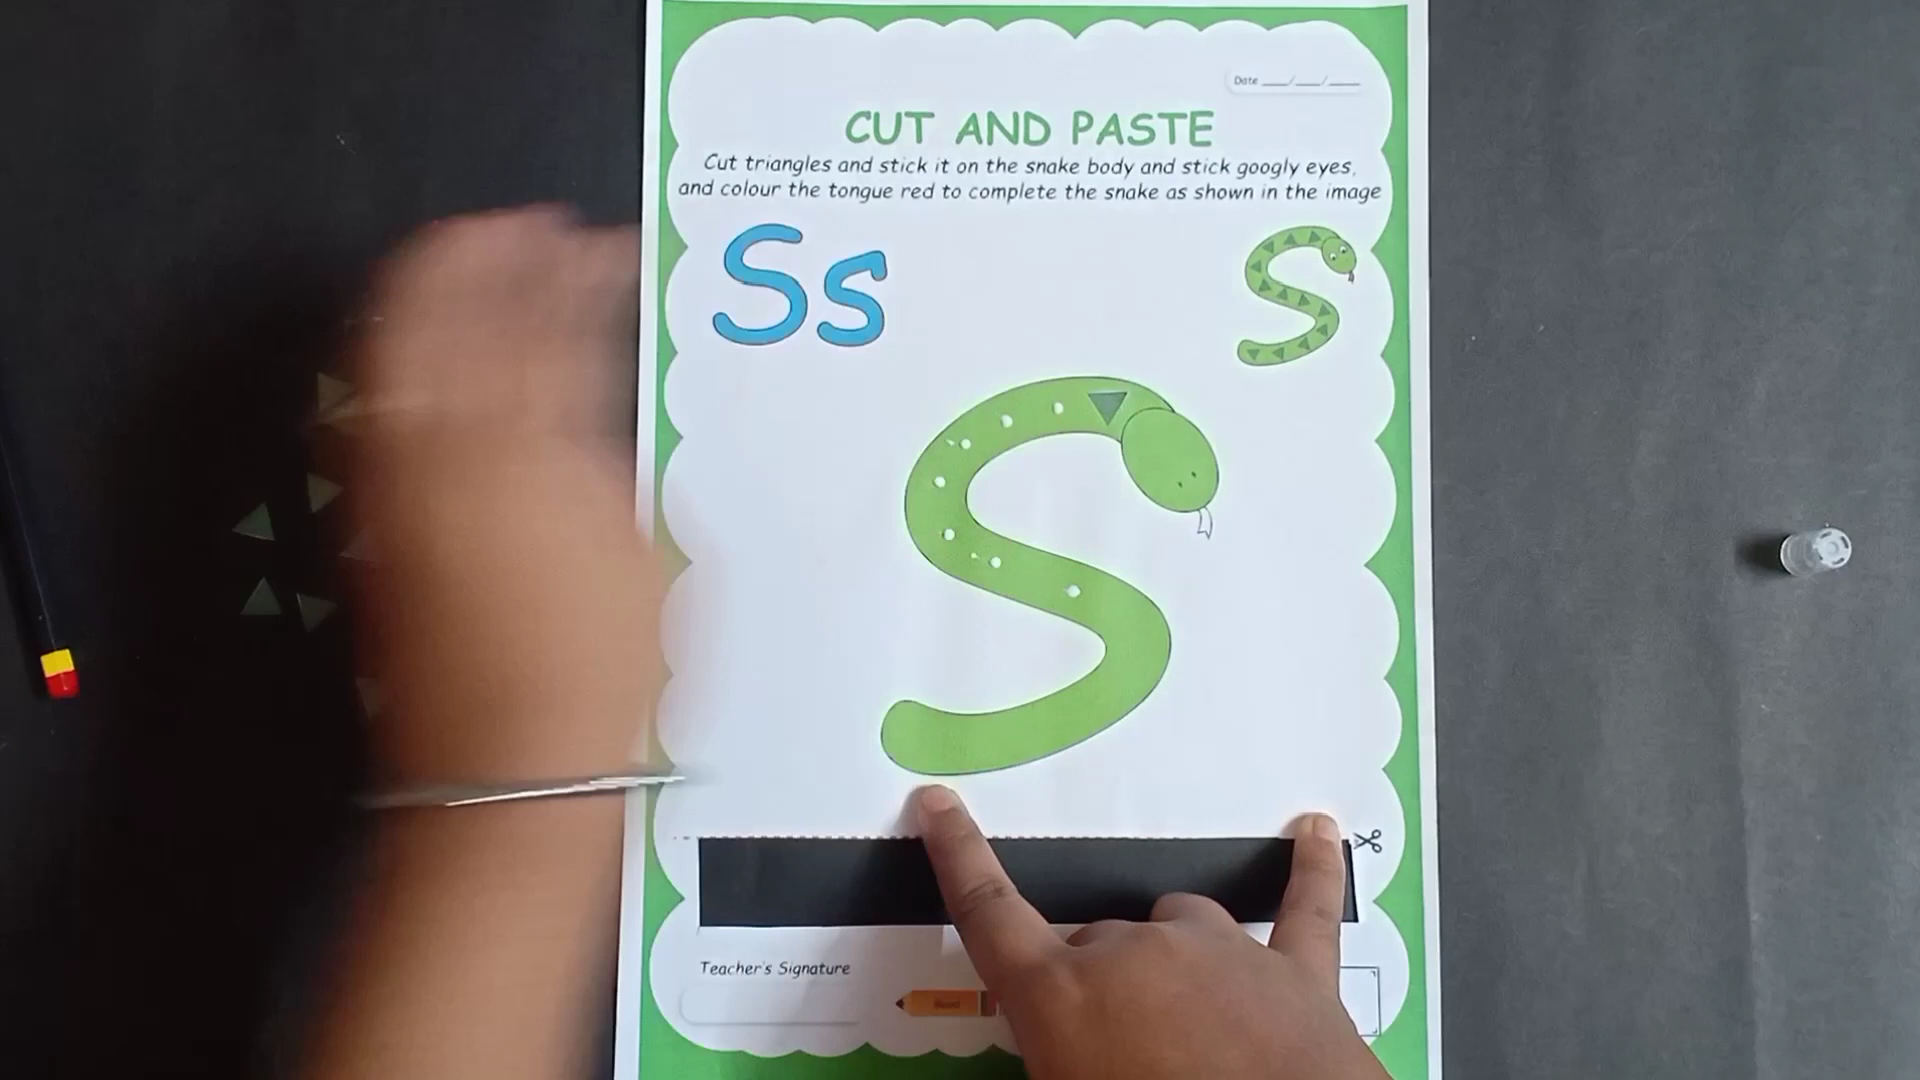 Date ___/___/____
CUT AND PASTE
Cut triangles and stick it on the snake body and stick googly eyes,
and colour the tongue red to complete the snake as shown in the image
Ss
Teacher's Signature